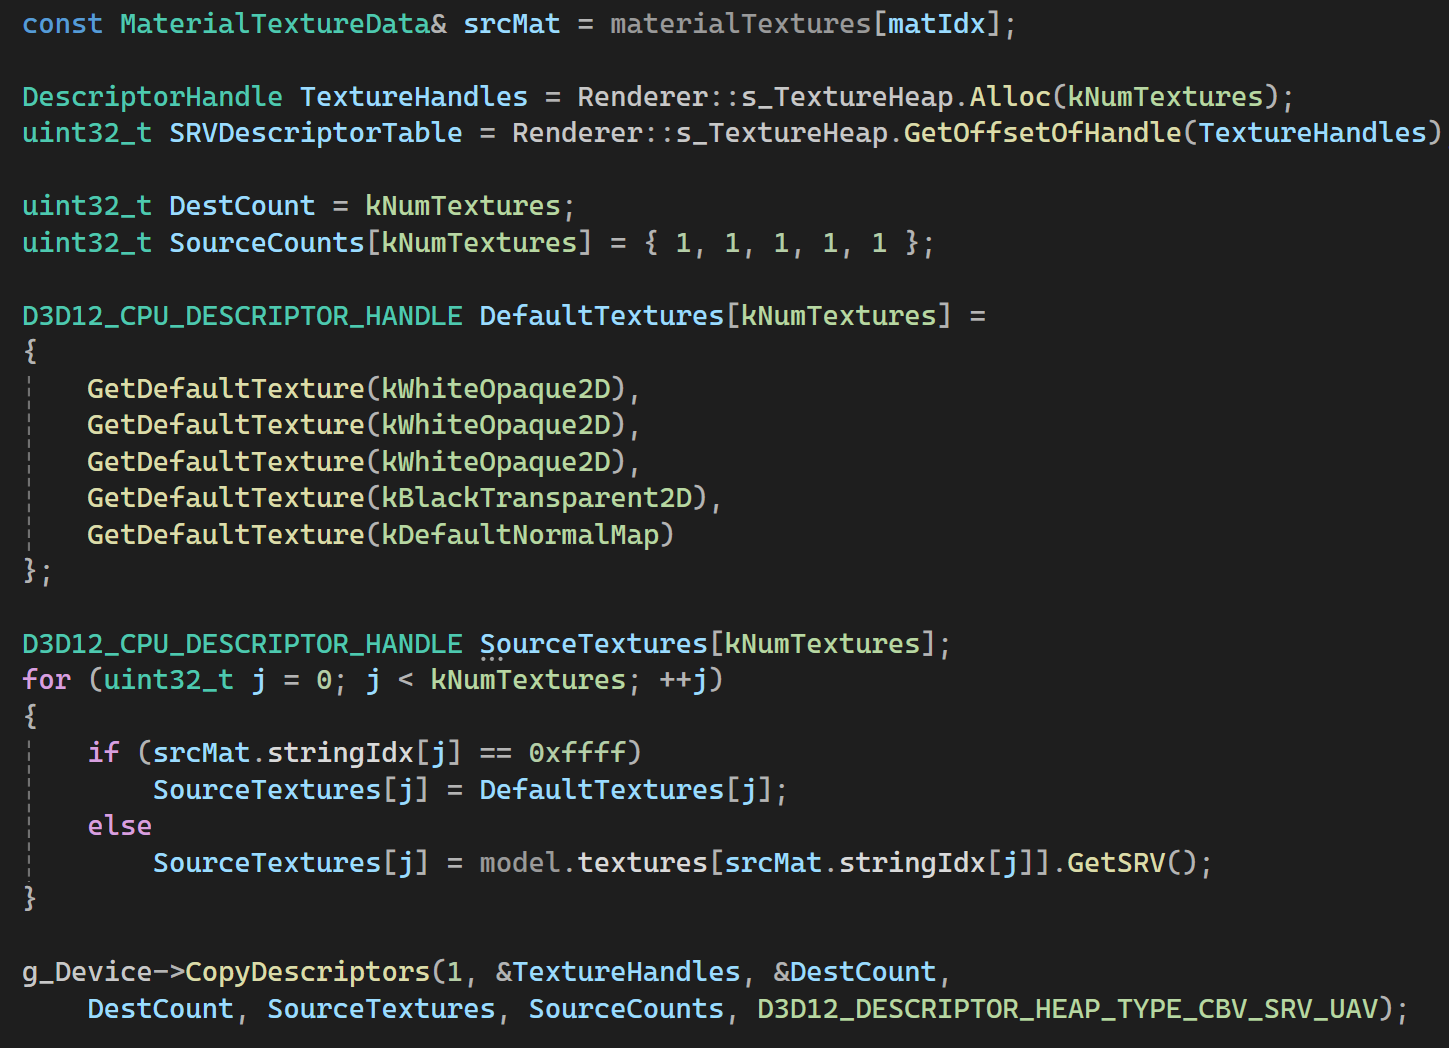 const MaterialTextureData& srcMat = materialTextures[matIdx];
DescriptorHandle TextureHandles = Renderer::s_TextureHeap.Alloc(kNumTextures);
uint32_t SRVDescriptorTable = Renderer::s_TextureHeap.GetOffsetOfHandle(TextureHandles)
uint32_t DestCount = kNumTextures;
uint32_t SourceCounts[kNumTextures] = { 1, 1, 1, 1, 1 };
D3D12_CPU_DESCRIPTOR_HANDLE DefaultTextures[kNumTextures] =
{
    GetDefaultTexture(kWhiteOpaque2D),
    GetDefaultTexture(kWhiteOpaque2D),
    GetDefaultTexture(kWhiteOpaque2D),
    GetDefaultTexture(kBlackTransparent2D),
    GetDefaultTexture(kDefaultNormalMap)
};
D3D12_CPU_DESCRIPTOR_HANDLE SourceTextures[kNumTextures];
for (uint32_t j = 0; j < kNumTextures; ++j)
{
    if (srcMat.stringIdx[j] == 0xffff)
        SourceTextures[j] = DefaultTextures[j];
    else
        SourceTextures[j] = model.textures[srcMat.stringIdx[j]].GetSRV();
}
g_Device->CopyDescriptors(1, &TextureHandles, &DestCount,
    DestCount, SourceTextures, SourceCounts, D3D12_DESCRIPTOR_HEAP_TYPE_CBV_SRV_UAV);